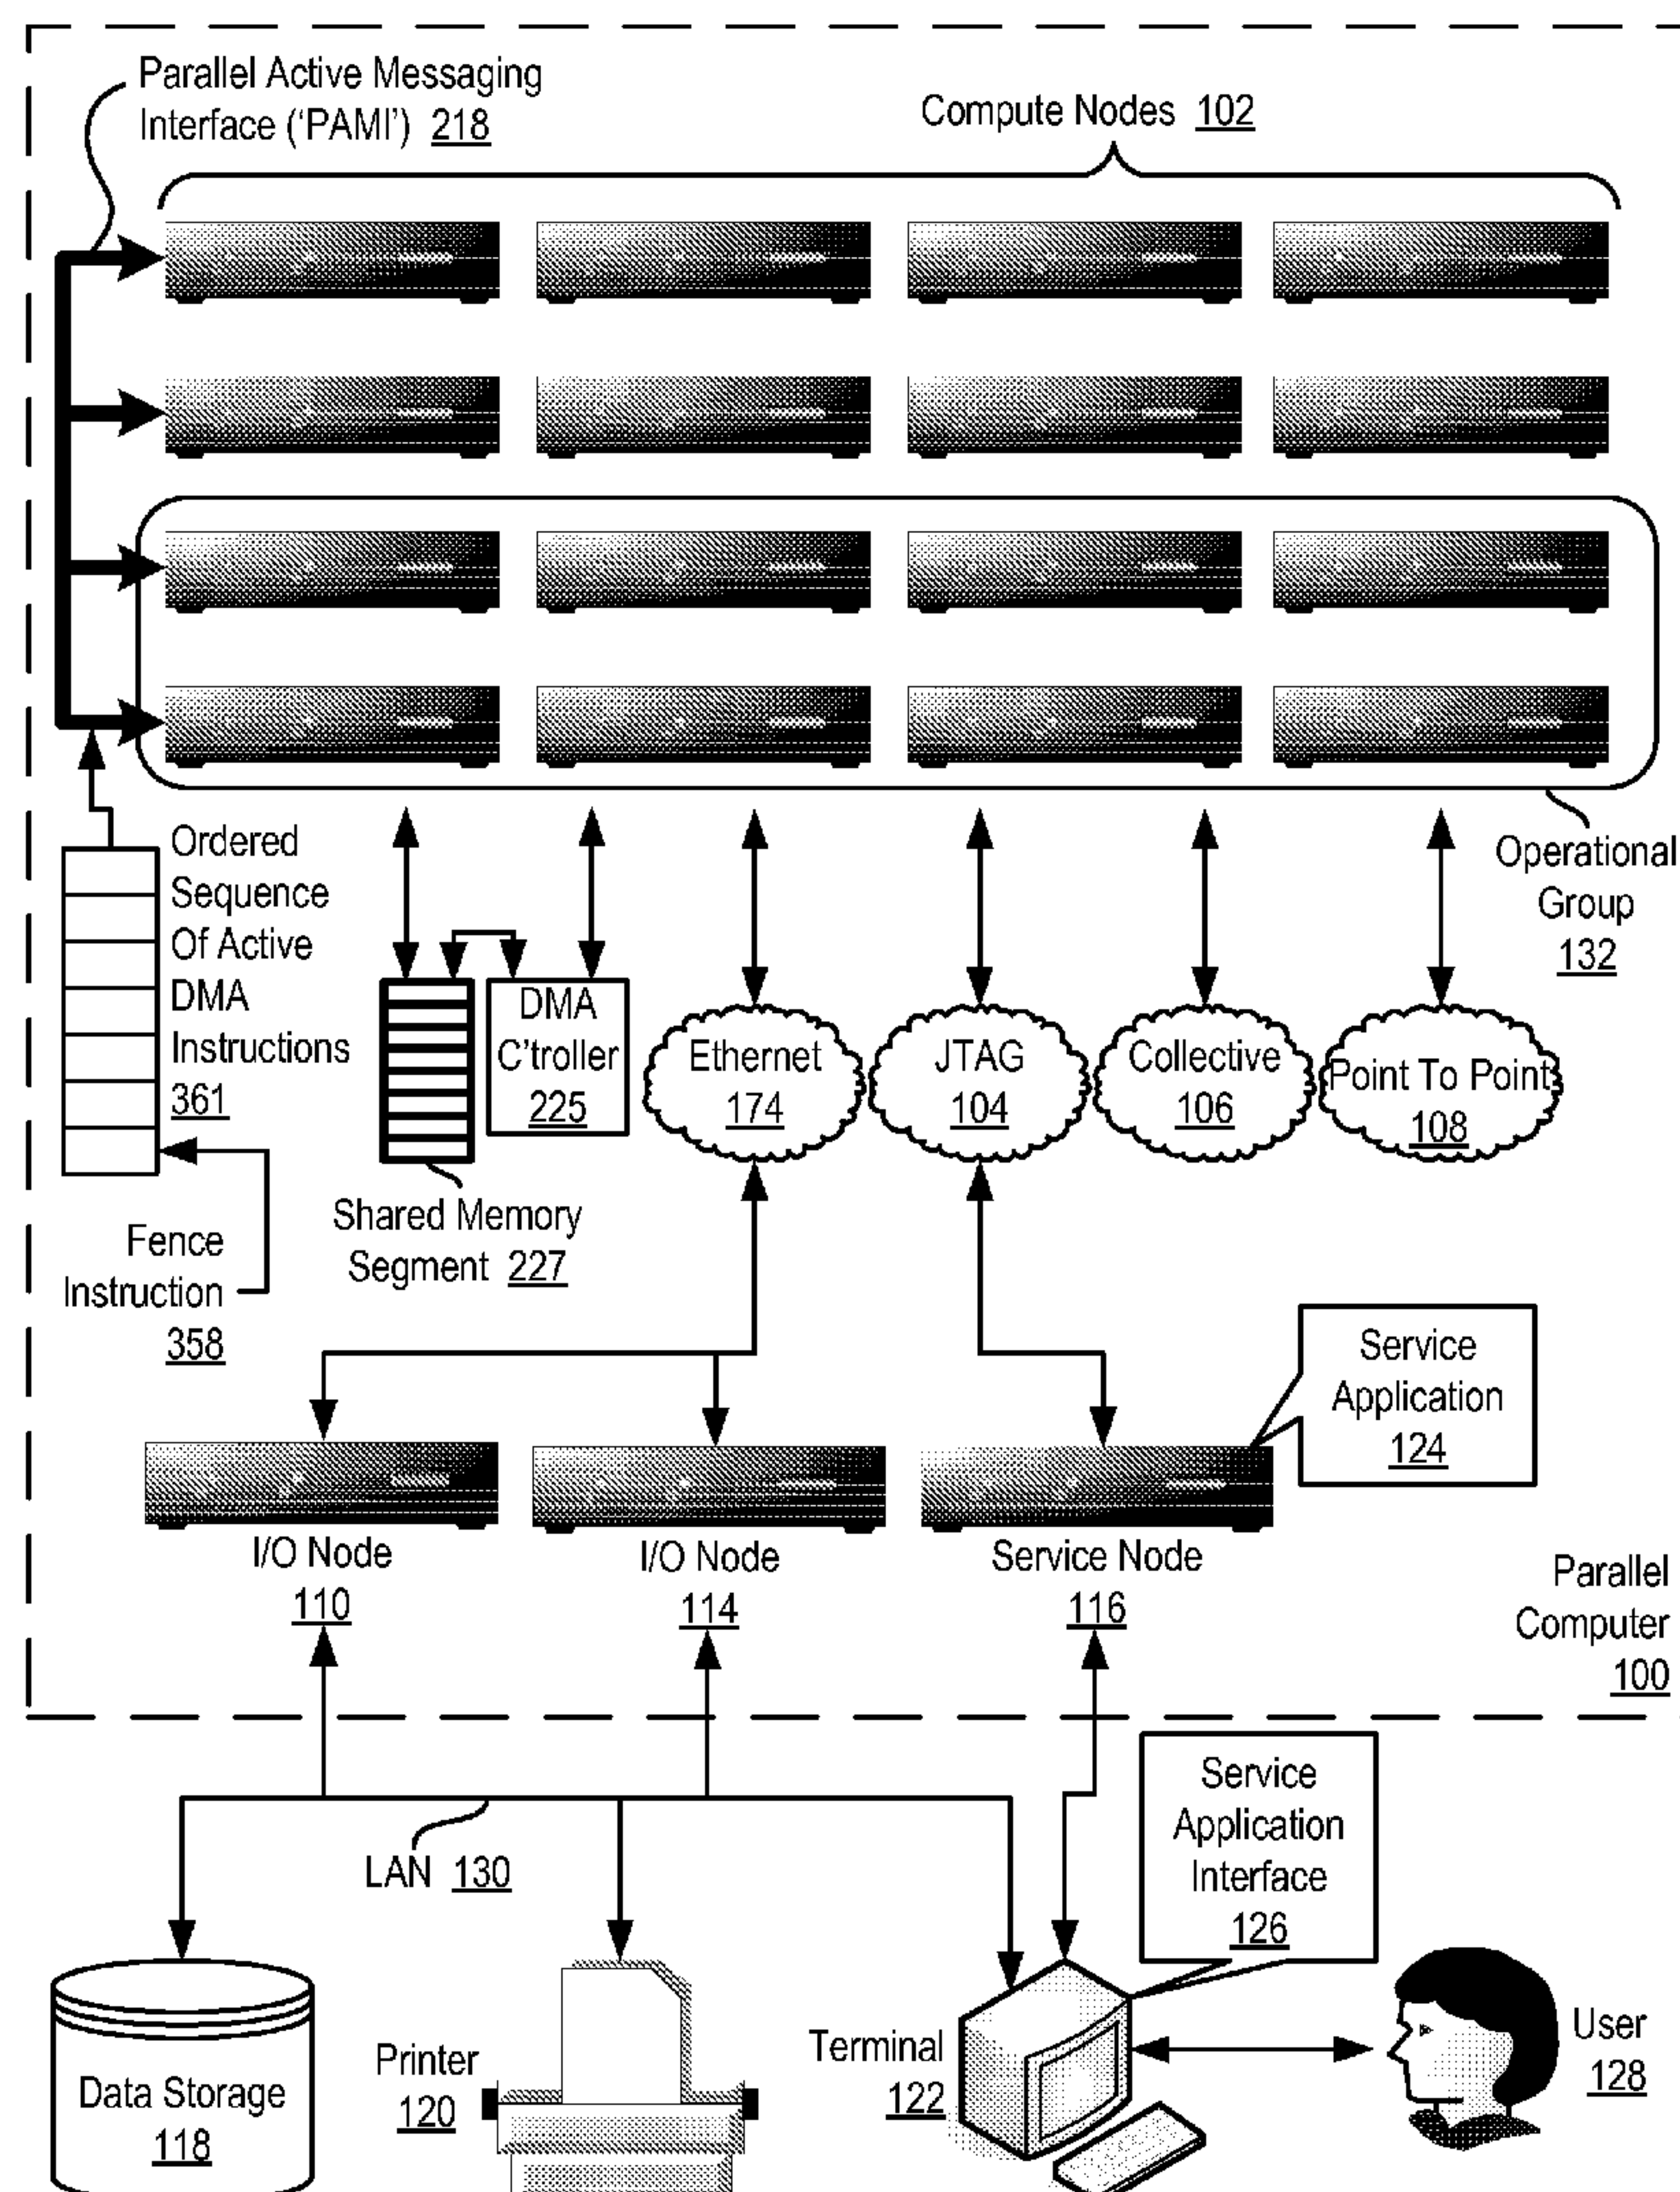 Parallel Active Messaging
Interface (‘PAMI’) 218
Compute Nodes 102
Ordered
Sequence
Of Active
DMA
Instructions
361
Operational
Group
132
DMA
C'troller
225
Ethernet
174
JTAG
104
Collective
106
Point To Point
108
Shared Memory
Segment 227
Fence
Instruction
358
Service
Application
124
I/O Node
110
I/O Node
114
Service Node
116
Parallel
Computer
100
LAN 130
Service
Application
Interface
126
Data Storage
118
Printer
120
Terminal
122
User
128